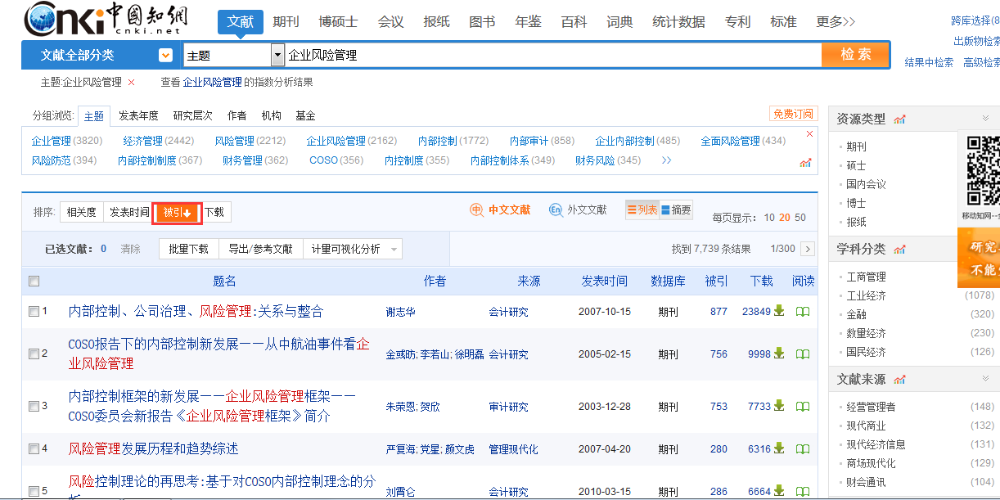 cnki 中國知網
cnki.net
文献 期刊 博硕士 会议 报纸 图书 年鉴 百科 词典 统计数据 专利 标准 更多>>
跨库选择(8
出版物检索
文献全部分类 主题 企业风险管理 检索
结果中检索 高级检索
主题:企业风险管理 × 查看 企业风险管理 的指数分析结果
分组浏览: 主题 发表年度 研究层次 作者 机构 基金 免费订阅
企业管理(3820) 经济管理(2442) 风险管理(2212) 企业风险管理(2162) 内部控制(1772) 内部审计(858) 企业内部控制(485) 全面风险管理(434) ×
风险防范(394) 内部控制制度(367) 财务管理(362) COSO(356) 内控制度(355) 内部控制体系(349) 财务风险(345) >>
排序: 相关度 发表时间 被引↓ 下载 中 中文文献 En 外文文献 列表 摘要 每页显示: 10 20 50
已选文献: 0 清除 批量下载 导出/参考文献 计量可视化分析 找到 7,739 条结果 1/300 >
题名 作者 来源 发表时间 数据库 被引 下载 阅读
1 内部控制、公司治理、风险管理:关系与整合 谢志华 会计研究 2007-10-15 期刊 877 23849
COSO报告下的内部控制新发展——从中航油事件看企
2 业风险管理 金彧昉; 李若山; 徐明磊 会计研究 2005-02-15 期刊 756 9998
内部控制框架的新发展——企业风险管理框架——
3 COSO委员会新报告《企业风险管理框架》简介 朱荣恩; 贺欣 审计研究 2003-12-28 期刊 753 7733
4 风险管理发展历程和趋势综述 严复海; 党星; 颜文虎 管理现代化 2007-04-20 期刊 280 6316
风险控制理论的再思考:基于对COSO内部控制理念的分
5 析 刘霄仑 会计研究 2010-03-15 期刊 286 6664
资源类型
期刊
硕士
国内会议
博士
报纸
移动知网--
学科分类
研究
不能
工商管理
工业经济 (1078)
金融 (320)
数量经济 (230)
国民经济 (126)
文献来源
经营管理者 (148)
现代商业 (132)
现代经济信息 (131)
商场现代化 (129)
财会通讯 (104)